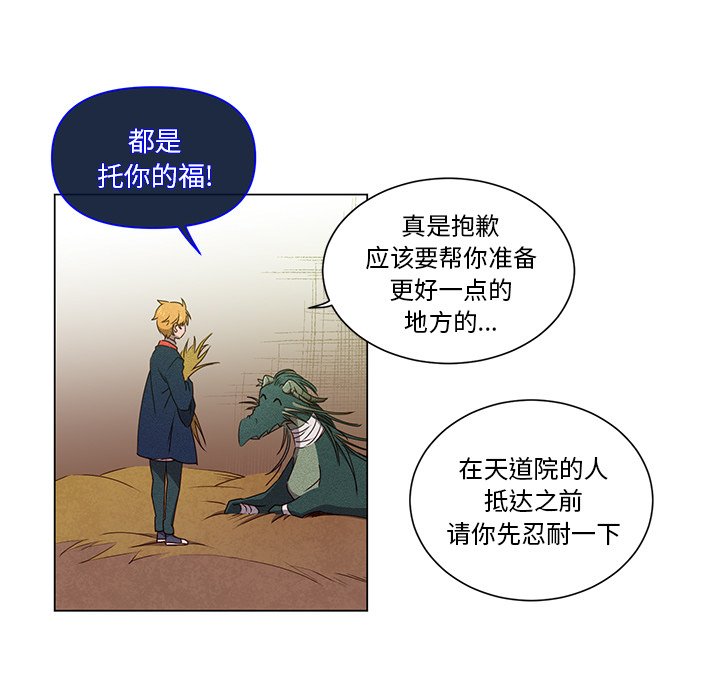 都是
托你的福!
真是抱歉
应该要帮你准备
更好一点的
地方的...
在天道院的人
抵达之前
请你先忍耐一下